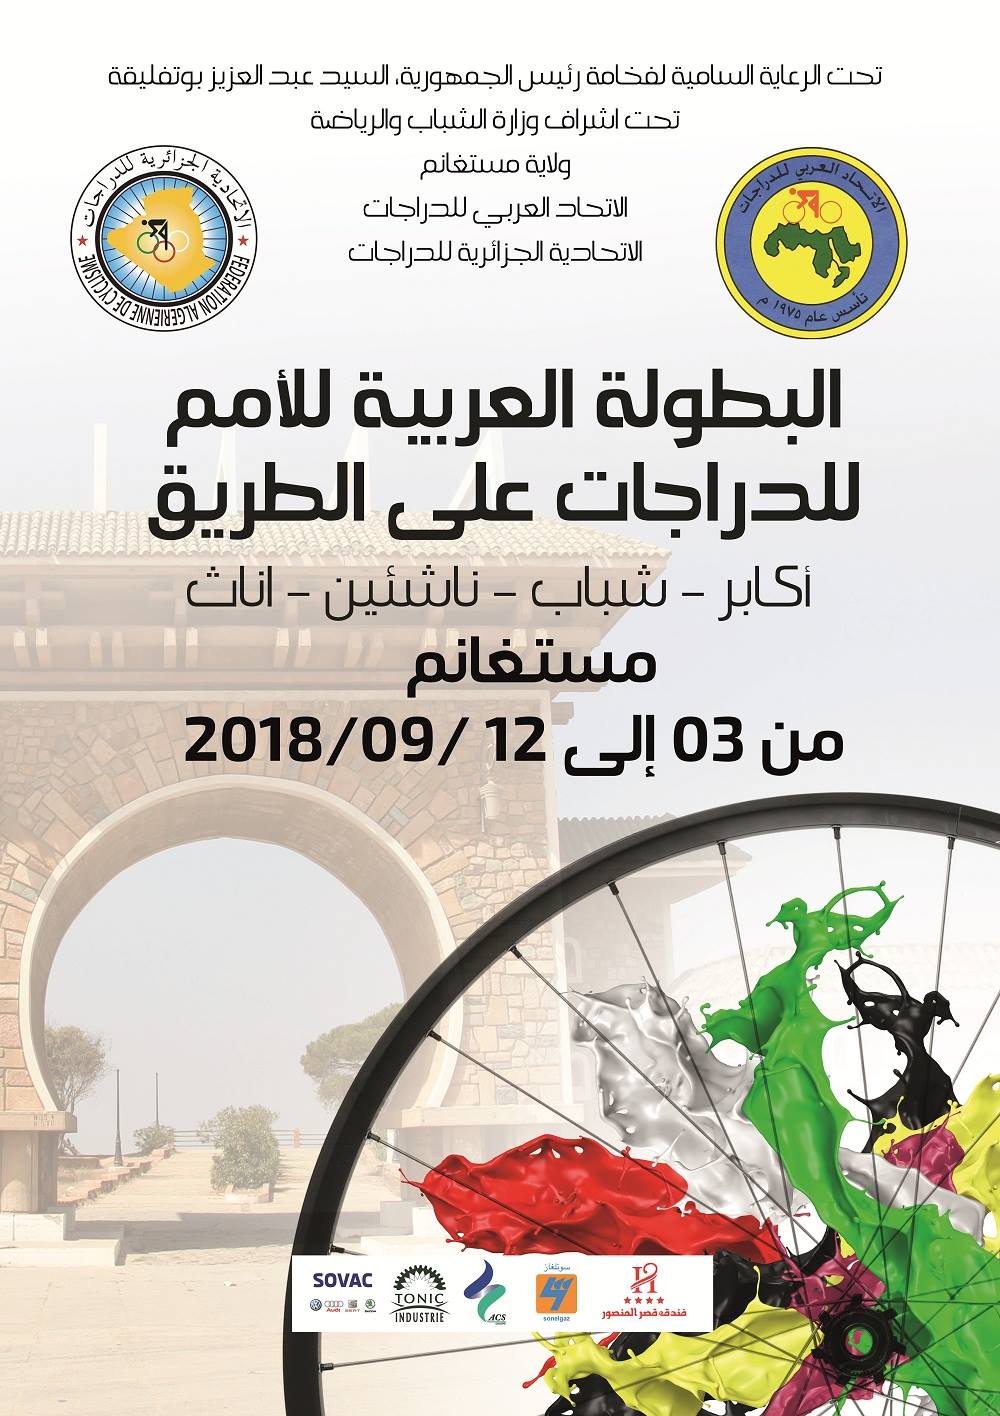 تحت الرعاية السامية لفخامة رئيس الجمهورية، السيد عبد العزيز بوتفليقة
تحت اشراف وزارة الشباب والرياضة
ولاية مستغانم
الاتحاد العربي للدراجات
الاتحادية الجزائرية للدراجات
الاتحاد العربي للدراجات
تأسس عام ١٩٧٥ م
الاتحادية الجزائرية للدراجات
FEDERATION ALGERIENNE DE CYCLISME
البطولة العربية للأمم
للدراجات على الطريق
أكابر - شباب - ناشئين - اناث
مستغانم
من 03 إلى 12 /2018/09
SOVAC
Audi SEAT
TONIC
INDUSTRIE
ACS
سونلغاز
sonelgaz
فندق قصر المنصور